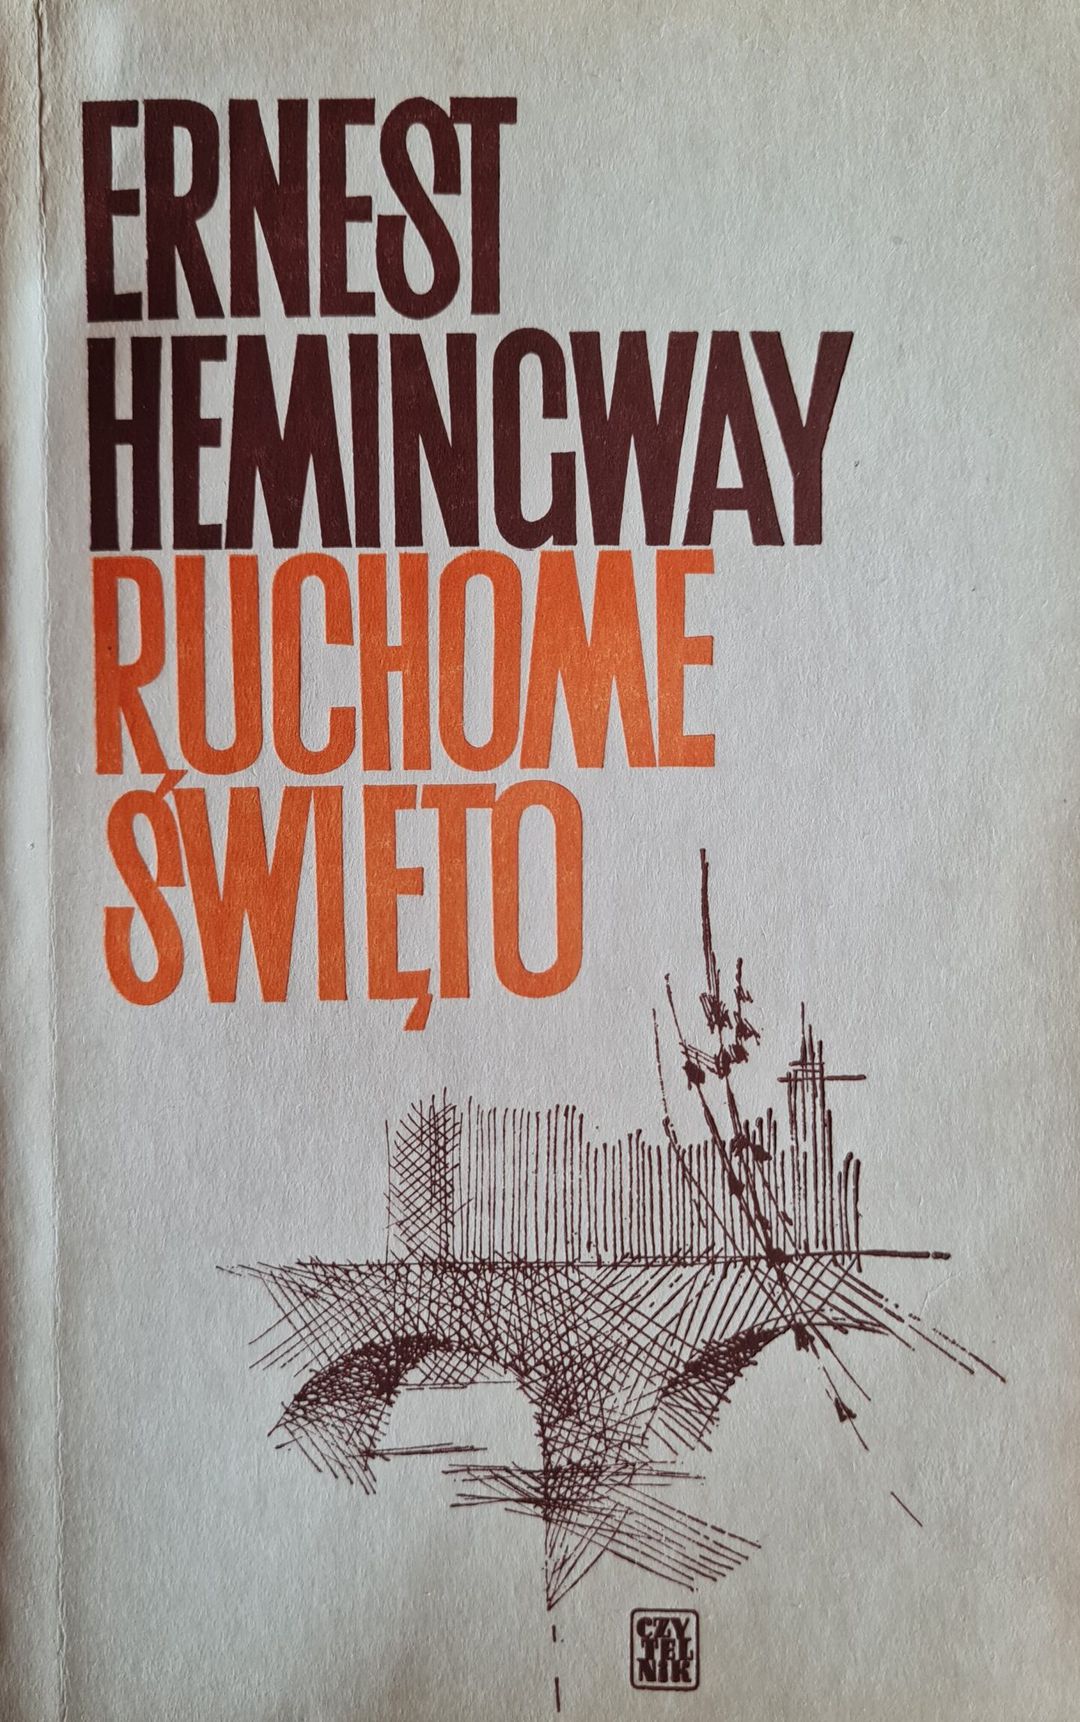 ERNEST
HEMINGWAY
RUCHOME
ŚWIĘTO
CZY
TEL
NIK